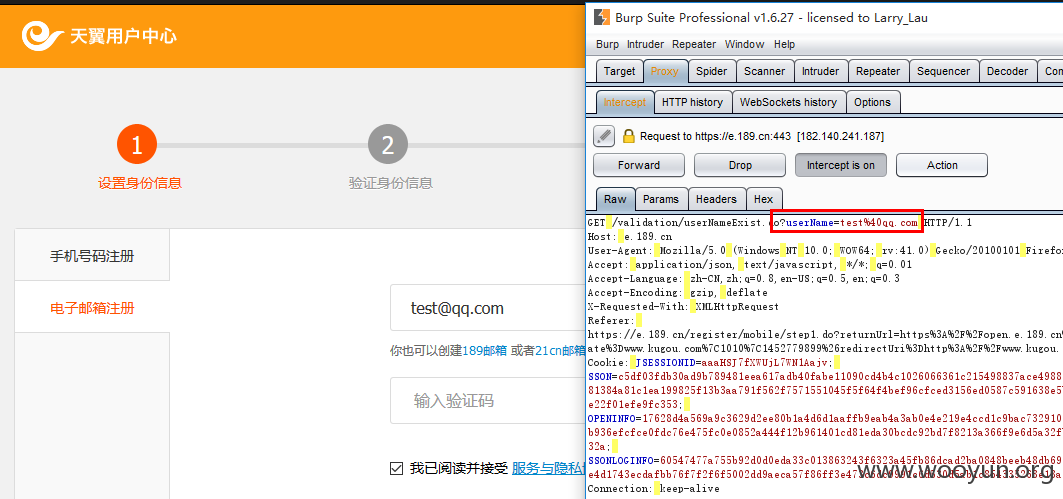 天翼用户中心
1
2
设置身份信息
验证身份信息
手机号码注册
电子邮箱注册
test@qq.com
你也可以创建189邮箱 或者21cn邮箱
输入验证码
我已阅读并接受 服务与隐私
Burp Suite Professional v1.6.27 - licensed to Larry_Lau
Burp Intruder Repeater Window Help
Target Proxy Spider Scanner Intruder Repeater Sequencer Decoder Com
Intercept HTTP history WebSockets history Options
Request to https://e.189.cn:443 [182.140.241.187]
Forward Drop Intercept is on Action
Raw Params Headers Hex
GET /validation/userNameExist.do?userName=test%40qq.com HTTP/1.1
Host: e.189.cn
User-Agent: Mozilla/5.0 (Windows NT 10.0; WOW64; rv:41.0) Gecko/20100101 Firefo
Accept: application/json, text/javascript, */*; q=0.01
Accept-Language: zh-CN,zh;q=0.8,en-US;q=0.5,en;q=0.3
Accept-Encoding: gzip, deflate
X-Requested-With: XMLHttpRequest
Referer:
https://e.189.cn/register/mobile/step1.do?returnUrl=https%3A%2F%2Fopen.e.189.cn
ate%3Dwww.kugou.com%7C1010%7C1452779899%26redirectUri%3Dhttp%3A%2F%2Fwww.kugou.
Cookie: JSESSIONID=aaaHSJ7fXWUjL7WN1Aajv;
SSON=c5df03fdb30ad9b789481eea617adb40fabe11090cd4b4c1026066361c215498837ace4988
81384a81c1ea199825f13b3aa791f562f7571551045f5f64f4bef96cfced3156ed0587c591638e5
e22f01efe9fc353;
OPENINFO=17628d4a569a9c3629d2ee80b1a4d6d1aaffb9eab4a3ab0e4e219e4ccd1c9bac732910
b936efcfce0fdc76e475fc0e0852a444f12b961401cd81eda30bcdc92bd7f8213a366f9e6d5a32f
32a;
SSONLOGINFO=60547477a755b92d0d0eda33c013863243f6323a45fb86dcad2ba0848beeb48db69
Connection: keep-alive
www.wooyun.org